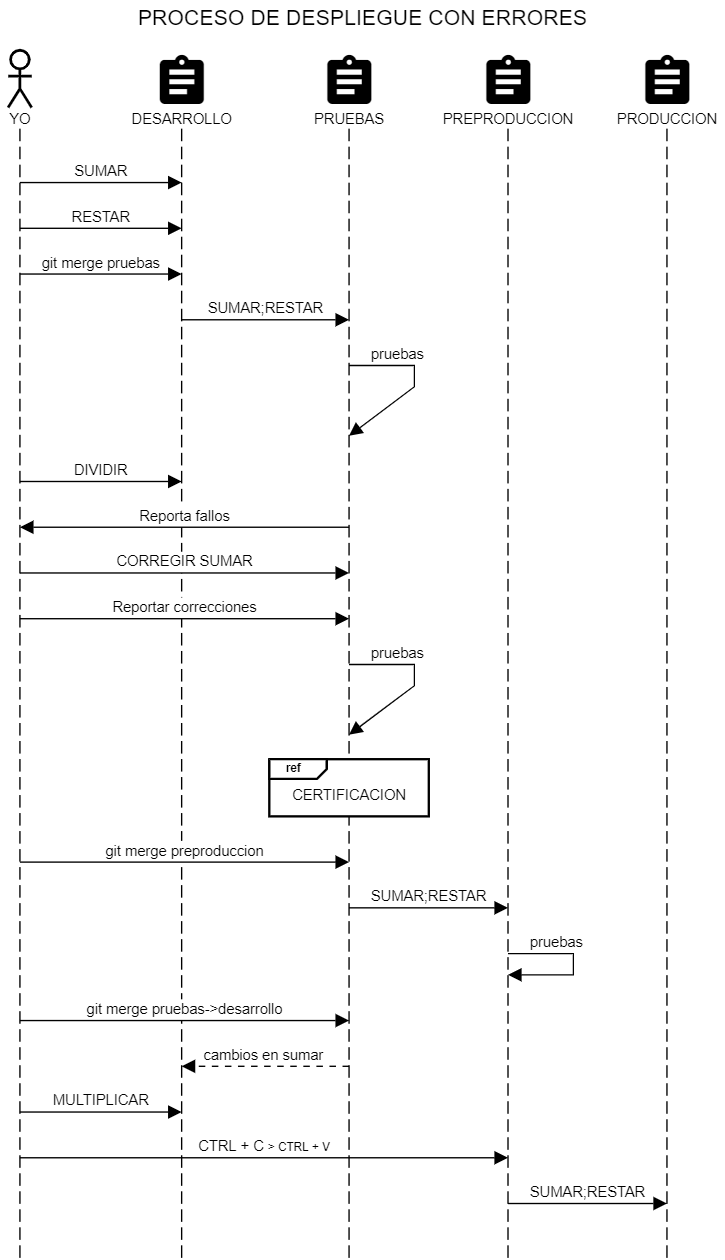 PROCESO DE DESPLIEGUE CON ERRORES
YO
DESARROLLO
PRUEBAS
PREPRODUCCION
PRODUCCION
SUMAR
RESTAR
git merge pruebas
SUMAR;RESTAR
pruebas
DIVIDIR
Reporta fallos
CORREGIR SUMAR
Reportar correcciones
pruebas
ref
CERTIFICACION
git merge preproduccion
SUMAR;RESTAR
pruebas
git merge pruebas->desarrollo
cambios en sumar
MULTIPLICAR
CTRL + C > CTRL + V
SUMAR;RESTAR